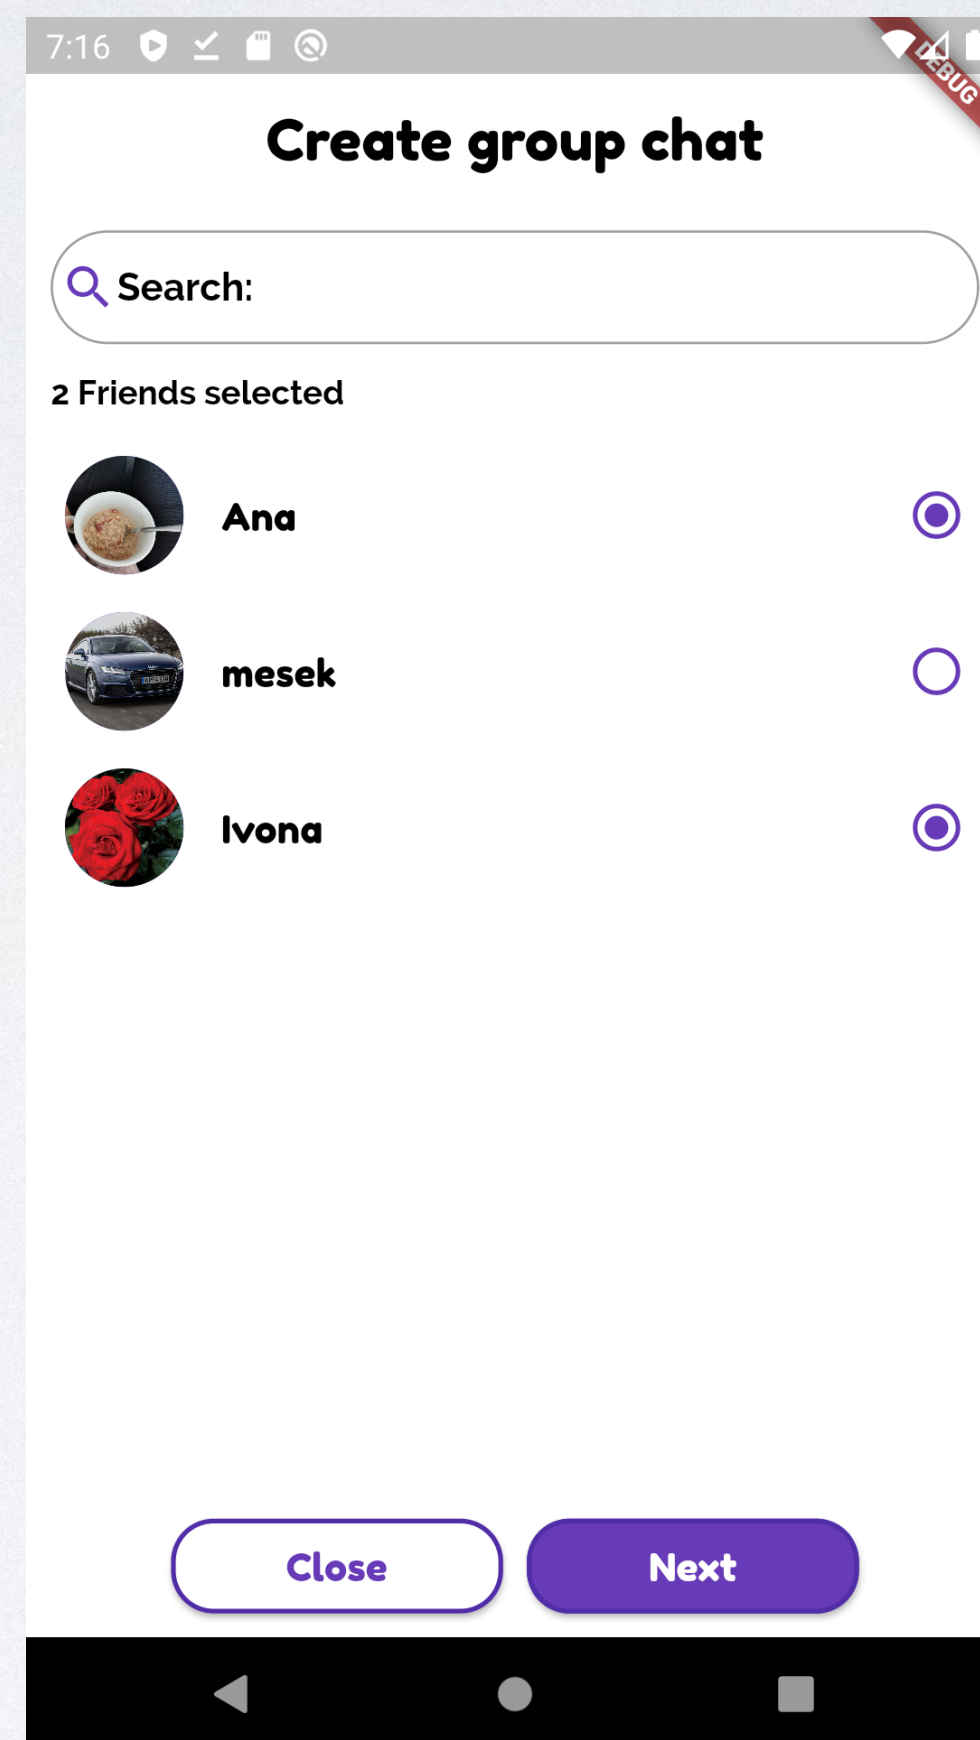 7:16
DEBUG
Create group chat
Search:
2 Friends selected
Ana
mesek
Ivona
Close
Next